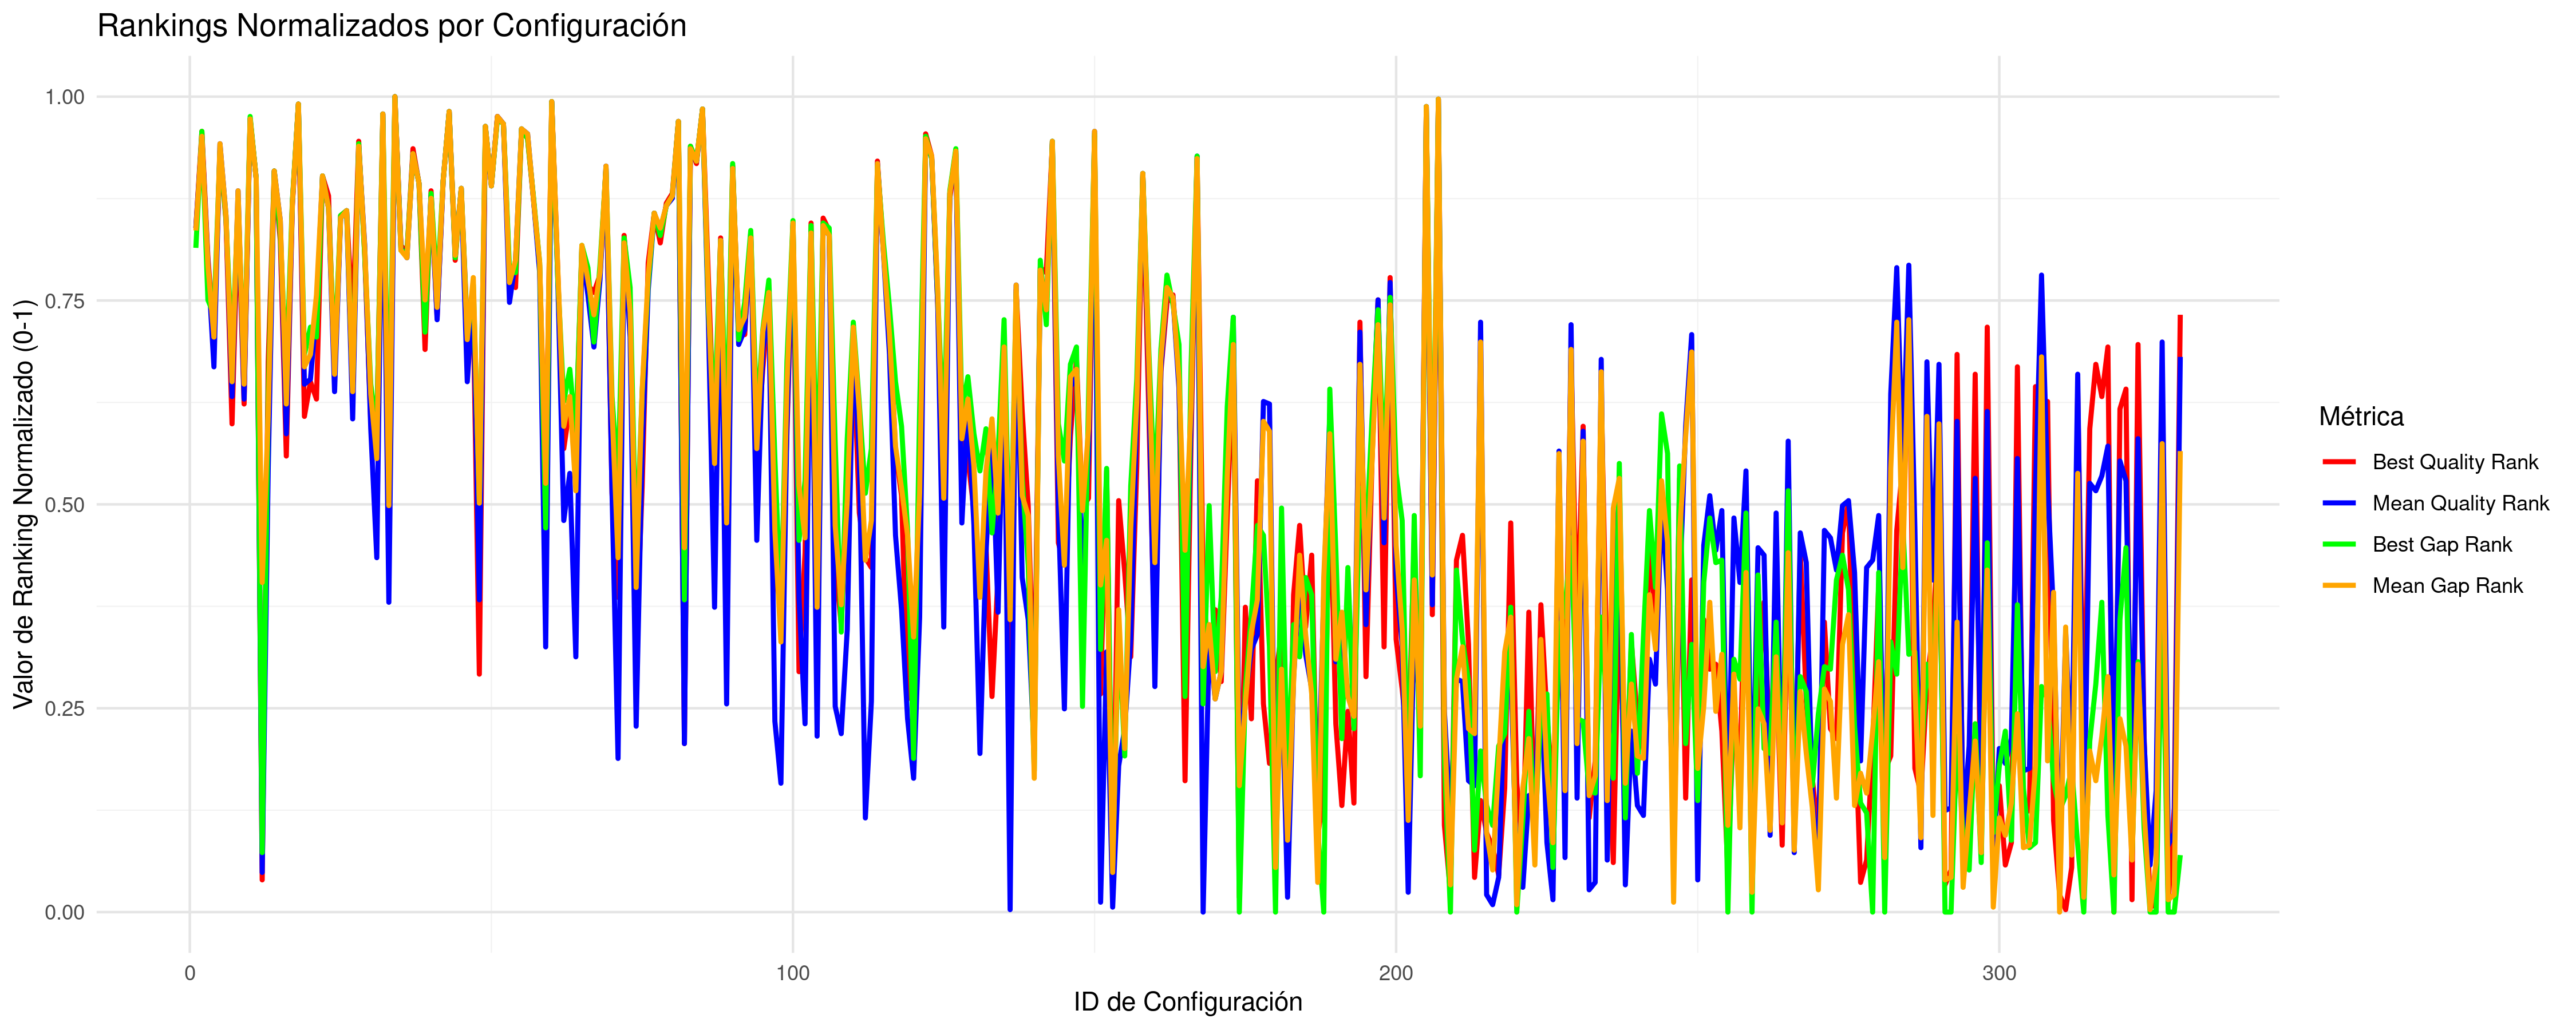 Rankings Normalizados por Configuración
Valor de Ranking Normalizado (0-1)
1.00
0.75
0.50
0.25
0.00
0
100
200
300
ID de Configuración
Métrica
Best Quality Rank
Mean Quality Rank
Best Gap Rank
Mean Gap Rank